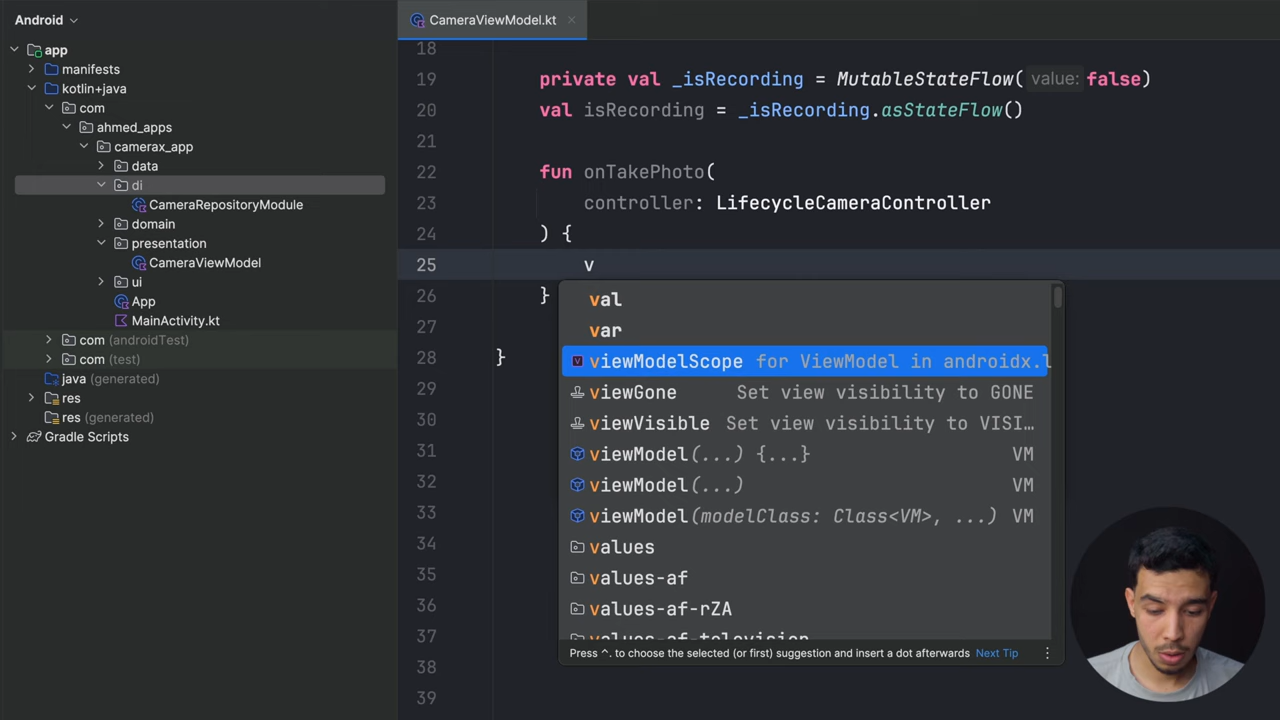 Android
app
manifests
kotlin+java
com
ahmed_apps
camerax_app
data
di
CameraRepositoryModule
domain
presentation
CameraViewModel
ui
App
MainActivity.kt
com (androidTest)
com (test)
java (generated)
res
res (generated)
Gradle Scripts
CameraViewModel.kt
18
19 private val _isRecording = MutableStateFlow( value: false)
20 val isRecording = _isRecording.asStateFlow()
21
22 fun onTakePhoto(
23 controller: LifecycleCameraController
24 ) {
25 v
26 }
27
28 }
29
30
31
32
33
34
35
36
37
38
39
val
var
viewModelScope for ViewModel in androidx.l
viewGone Set view visibility to GONE
viewVisible Set view visibility to VISI...
viewModel(...) {...} VM
viewModel(...) VM
viewModel(modelClass: Class<VM>, ...) VM
values
values-af
values-af-rZA
values-af-television
Press ^. to choose the selected (or first) suggestion and insert a dot afterwards Next Tip